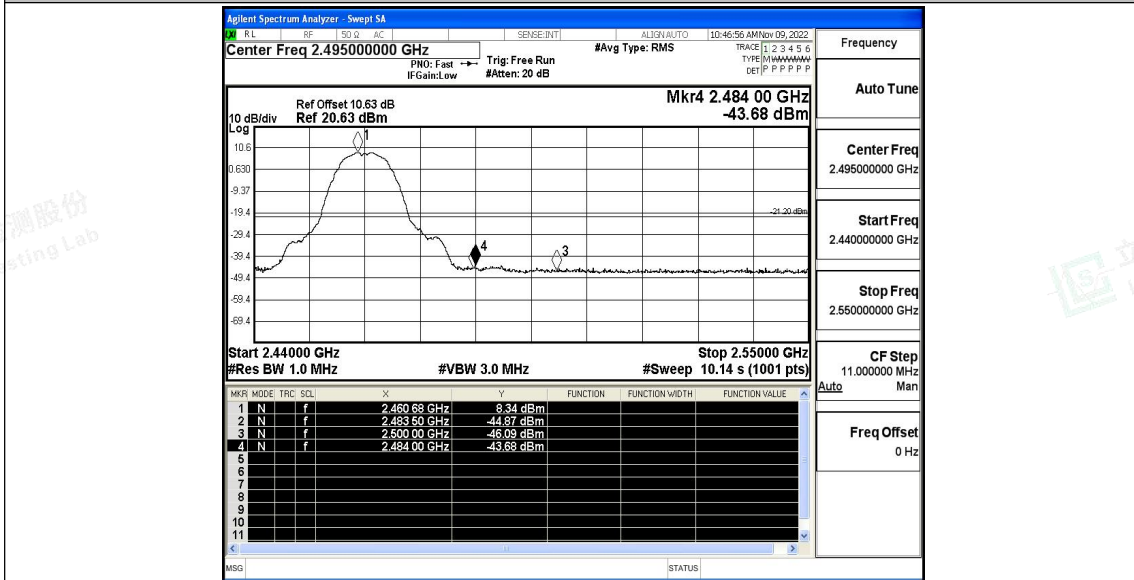 Agilent Spectrum Analyzer - Swept SA
LXI RL RF 50 Ω AC SENSE:INT ALIGN AUTO 10:46:56 AM Nov 09, 2022
Center Freq 2.495000000 GHz
#Avg Type: RMS
TRACE 1 2 3 4 5 6
TYPE M W W W W W
DET P P P P P P
PNO: Fast
IFGain:Low
Trig: Free Run
#Atten: 20 dB
Mkr4 2.484 00 GHz
-43.68 dBm
Ref Offset 10.63 dB
10 dB/div Ref 20.63 dBm
Log
10.6
0.630
-9.37
-19.4
-29.4
-39.4
-49.4
-59.4
-69.4
1
-21.20 dBm
4
3
Start 2.44000 GHz Stop 2.55000 GHz
#Res BW 1.0 MHz #VBW 3.0 MHz #Sweep 10.14 s (1001 pts)
MKR MODE TRC SCL X Y FUNCTION FUNCTION WIDTH FUNCTION VALUE
1 N f 2.460 68 GHz 8.34 dBm
2 N f 2.483 50 GHz -44.87 dBm
3 N f 2.500 00 GHz -46.09 dBm
4 N f 2.484 00 GHz -43.68 dBm
5
6
7
8
9
10
11
MSG STATUS
Frequency
Auto Tune
Center Freq
2.495000000 GHz
Start Freq
2.440000000 GHz
Stop Freq
2.550000000 GHz
CF Step
11.000000 MHz
Auto Man
Freq Offset
0 Hz
测股份
sting Lab
立